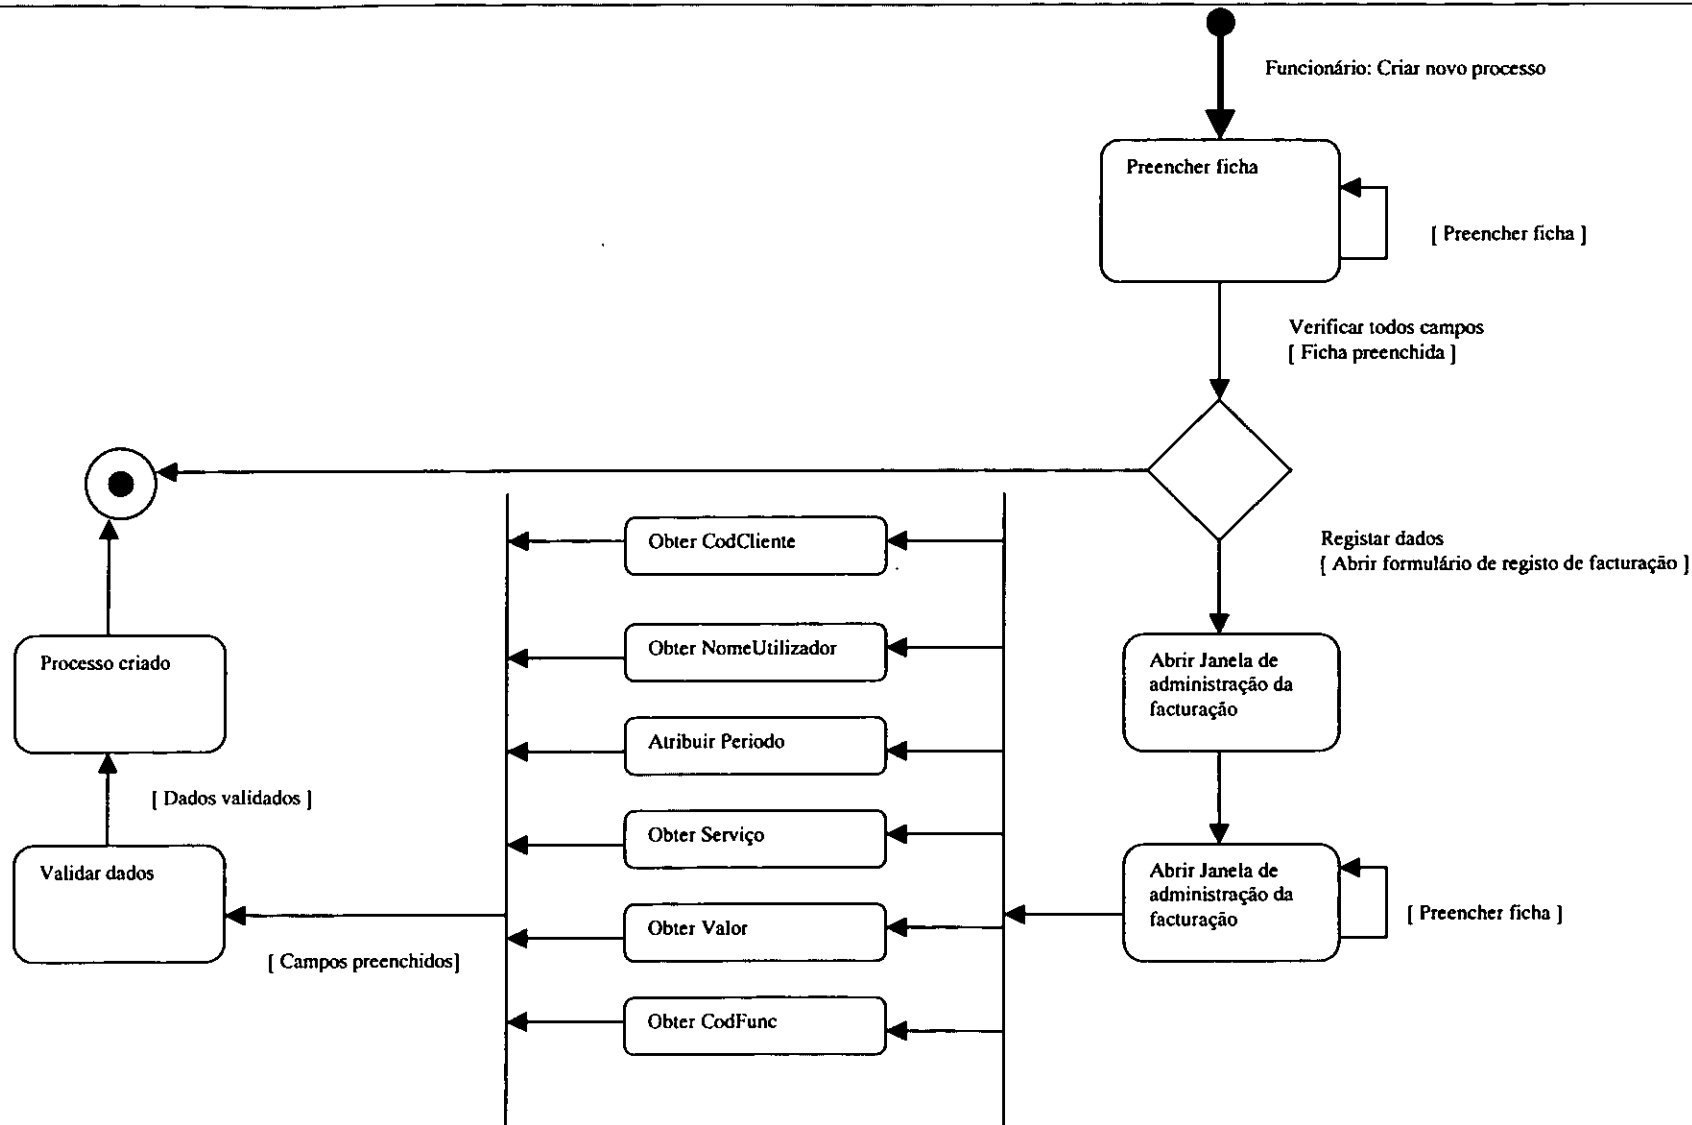 Funcionário: Criar novo processo
Preencher ficha
[ Preencher ficha ]
Verificar todos campos
[ Ficha preenchida ]
Registar dados
[ Abrir formulário de registo de facturação ]
Obter CodCliente
Obter NomeUtilizador
Atribuir Periodo
Obter Serviço
Obter Valor
Obter CodFunc
Abrir Janela de
administração da
facturação
Abrir Janela de
administração da
facturação
[ Preencher ficha ]
[ Campos preenchidos]
Validar dados
[ Dados validados ]
Processo criado